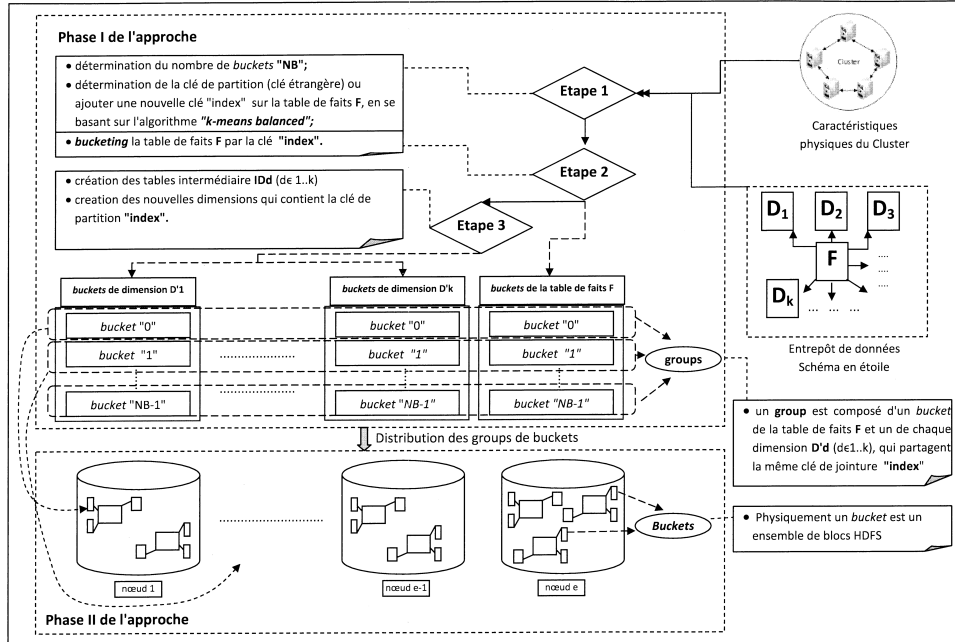 Phase I de l'approche
• détermination du nombre de buckets "NB";
• détermination de la clé de partition (clé étrangère) ou
ajouter une nouvelle clé "index" sur la table de faits F, en se
basant sur l'algorithme "k-means balanced";
• bucketing la table de faits F par la clé "index".
• création des tables intermédiaire IDd (dϵ 1..k)
• creation des nouvelles dimensions qui contient la clé de
partition "index".
Etape 1
Etape 2
Etape 3
Cluster
Caractéristiques
physiques du Cluster
D1
D2
D3
F
....
....
....
Dk
... ... ...
Entrepôt de données
Schéma en étoile
buckets de dimension D'1
buckets de dimension D'k
buckets de la table de faits F
bucket "0"
bucket "0"
bucket "0"
bucket "1"
bucket "1"
bucket "1"
bucket "NB-1"
bucket "NB-1"
bucket "NB-1"
groups
• un group est composé d'un bucket
de la table de faits F et un de chaque
dimension D'd (dϵ1..k), qui partagent
la même clé de jointure "index"
Distribution des groups de buckets
Buckets
• Physiquement un bucket est un
ensemble de blocs HDFS
nœud 1
nœud e-1
nœud e
Phase II de l'approche